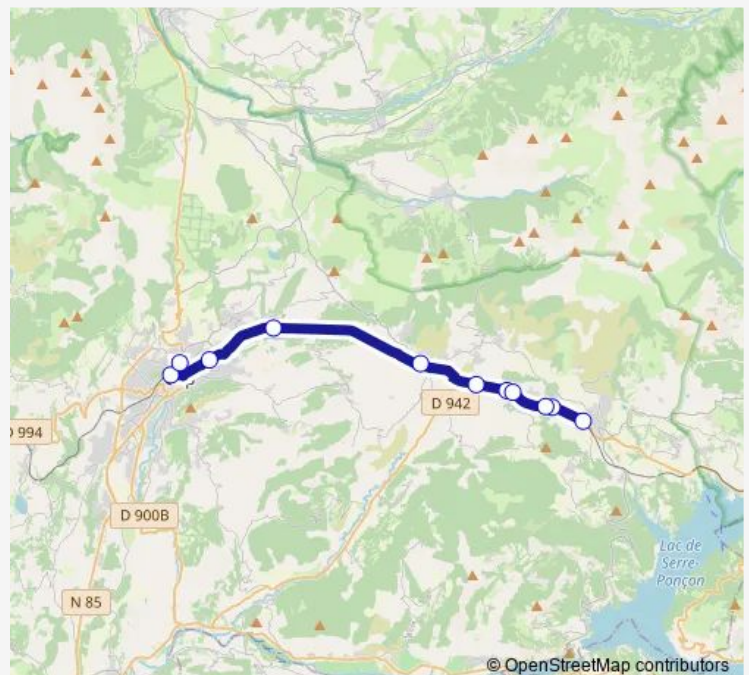 D 942
D 994
D 900B
Lac de
Serre-
Ponçon
N 85
© OpenStreetMap contributors